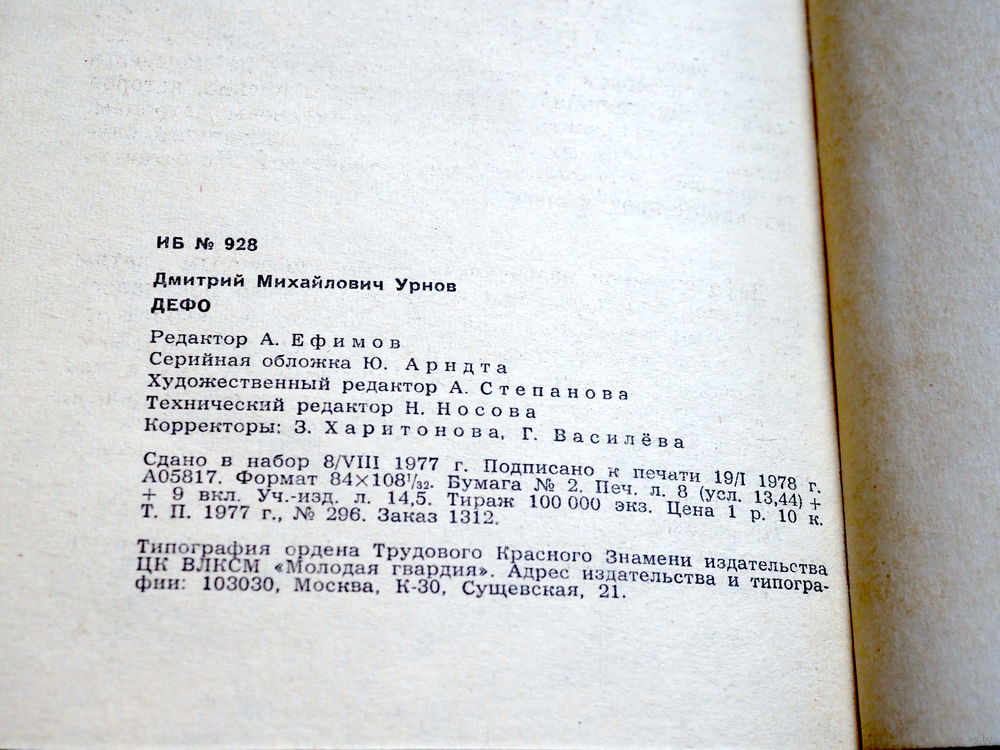 ИБ № 928
Дмитрий Михайлович Урнов
ДЕФО
Редактор А. Ефимов
Серийная обложка Ю. Арндта
Художественный редактор А. Степанова
Технический редактор Н. Носова
Корректоры: З. Харитонова, Г. Василёва
Сдано в набор 8/VIII 1977 г. Подписано к печати 19/I 1978 г.
А05817. Формат 84×108¹/₃₂. Бумага № 2. Печ. л. 8 (усл. 13,44) +
+ 9 вкл. Уч.-изд. л. 14,5. Тираж 100 000 экз. Цена 1 р. 10 к.
Т. П. 1977 г., № 296. Заказ 1312.
Типография ордена Трудового Красного Знамени издательства
ЦК ВЛКСМ «Молодая гвардия». Адрес издательства и типогра-
фии: 103030, Москва, К-30, Сущевская, 21.
www.ay.by